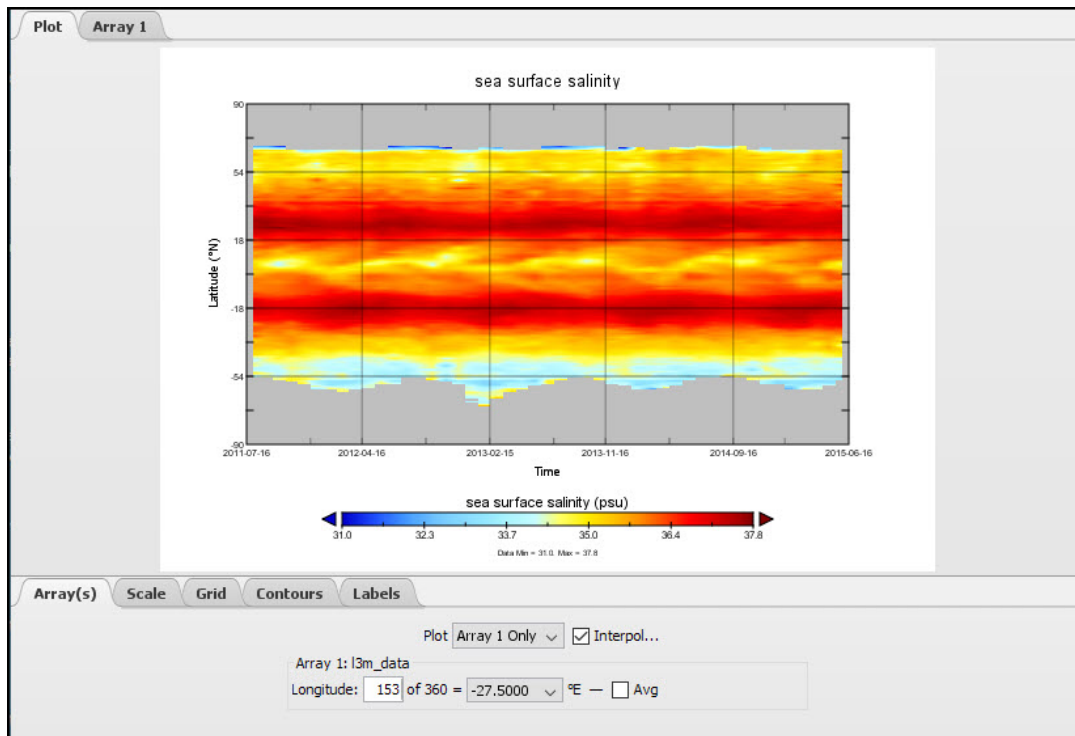 Plot Array 1
sea surface salinity
90
54
18
-18
-54
-90
Latitude (°N)
2011-07-16 2012-04-16 2013-02-15 2013-11-16 2014-09-16 2015-06-16
Time
sea surface salinity (psu)
31.0 32.3 33.7 35.0 36.4 37.8
Data Min = 31.0, Max = 37.8
Array(s) Scale Grid Contours Labels
Plot Array 1 Only Interpol...
Array 1: l3m_data
Longitude: 153 of 360 = -27.5000 °E — Avg